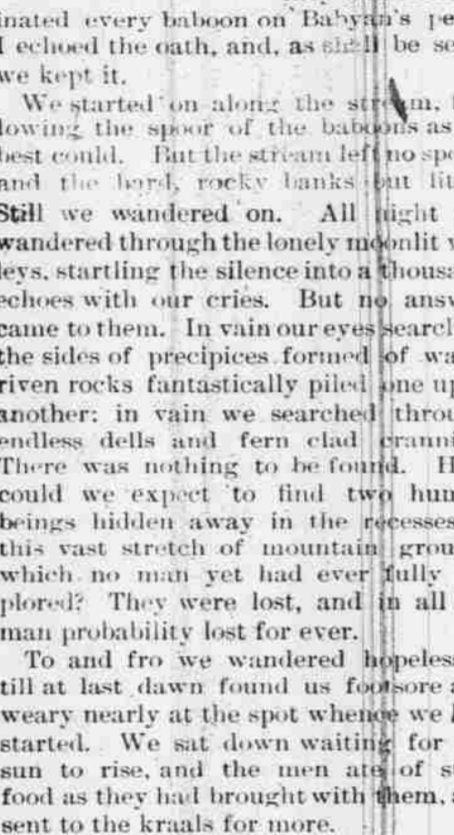 inated every baboon on Babyan's pe
I echoed the oath, and, as shall be se
we kept it.
We started on along the stream,
lowing the spoor of the baboons as
best could. But the stream left no spo
and the hard, rocky banks but lit
Still we wandered on. All night
wandered through the lonely moonlit v
leys, startling the silence into a thousa
echoes with our cries. But no answ
came to them. In vain our eyes search
the sides of precipices formed of wa
riven rocks fantastically piled one up
another; in vain we searched throu
endless dells and fern clad cranni
There was nothing to be found. H
could we expect to find two hum
beings hidden away in the recesses
this vast stretch of mountain grou
which no man yet had ever fully
plored? They were lost, and in all
man probability lost for ever.
To and fro we wandered hopeless
till at last dawn found us footsore a
weary nearly at the spot whence we h
started. We sat down waiting for
sun to rise, and the men ate of s
food as they had brought with them, a
sent to the kraals for more.